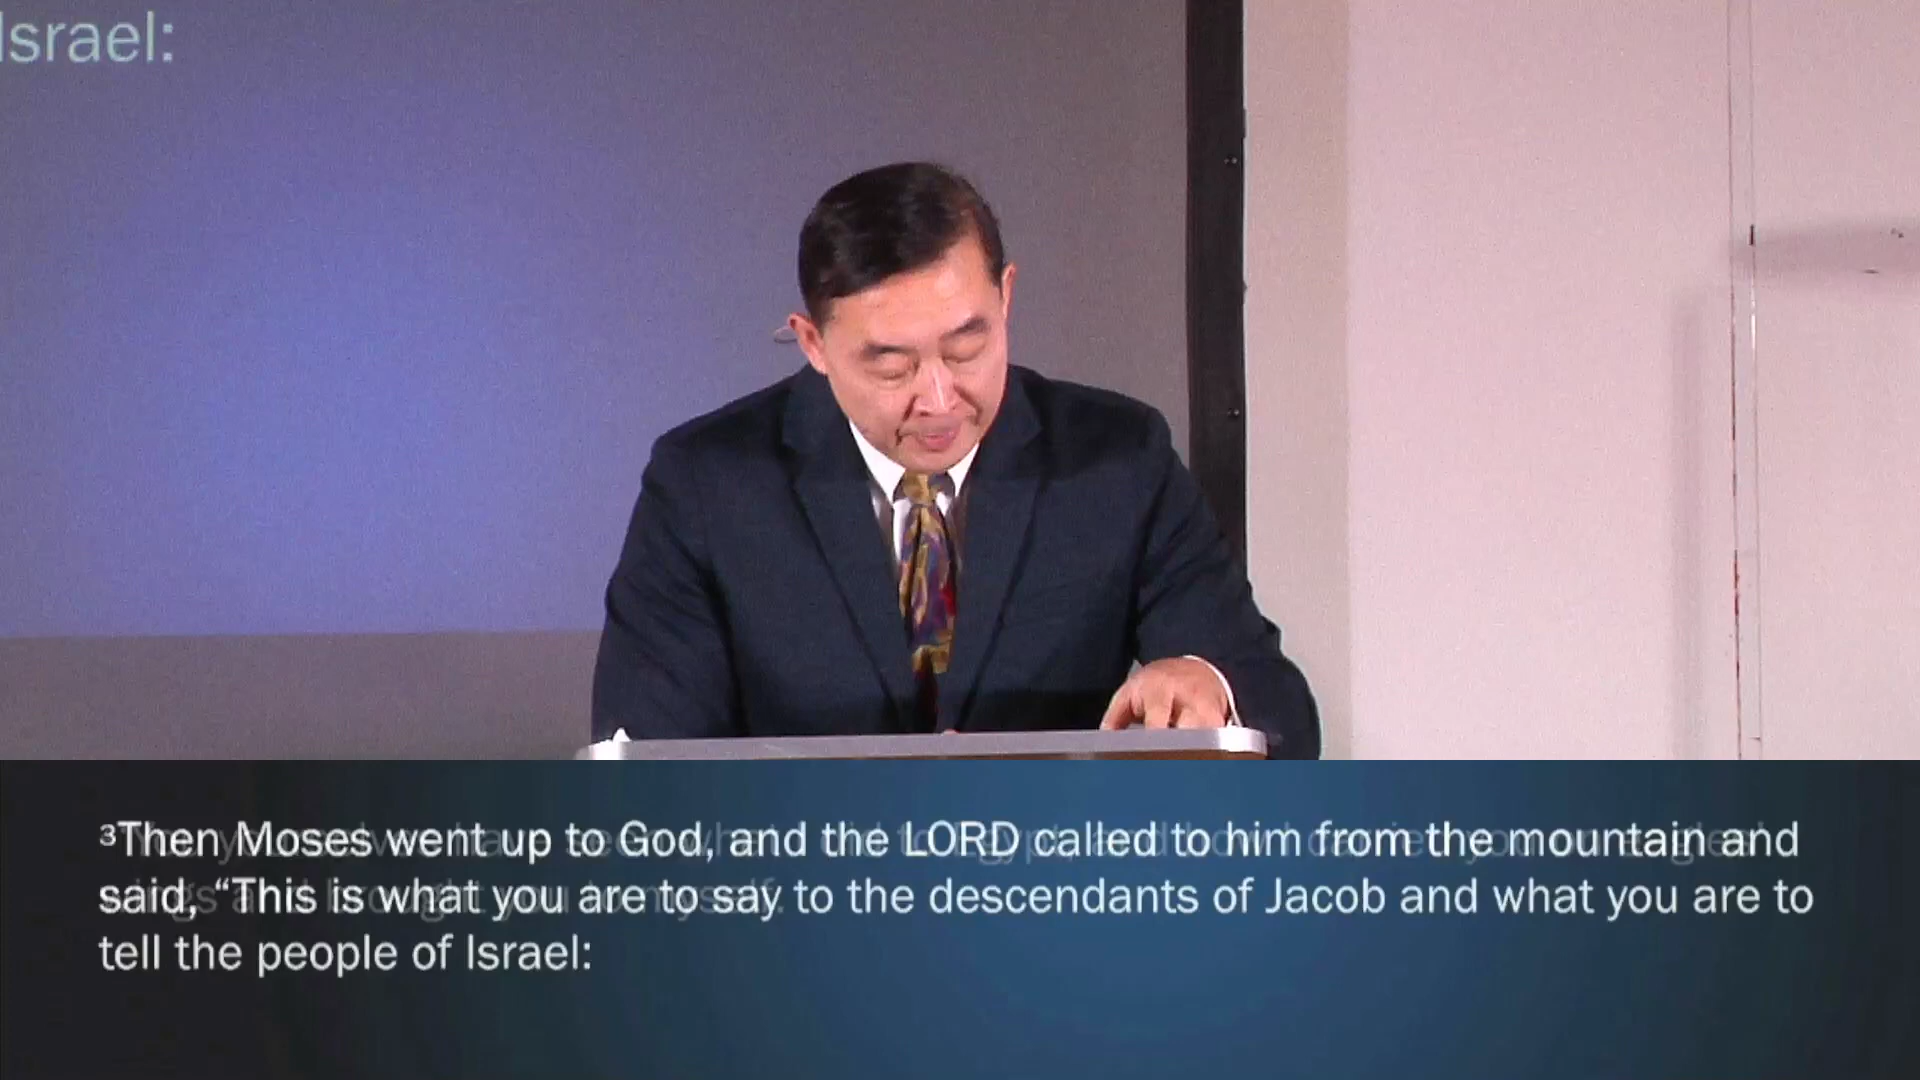 Israel:
³Then Moses went up to God, and the LORD called to him from the mountain and
said, “This is what you are to say to the descendants of Jacob and what you are to
tell the people of Israel: